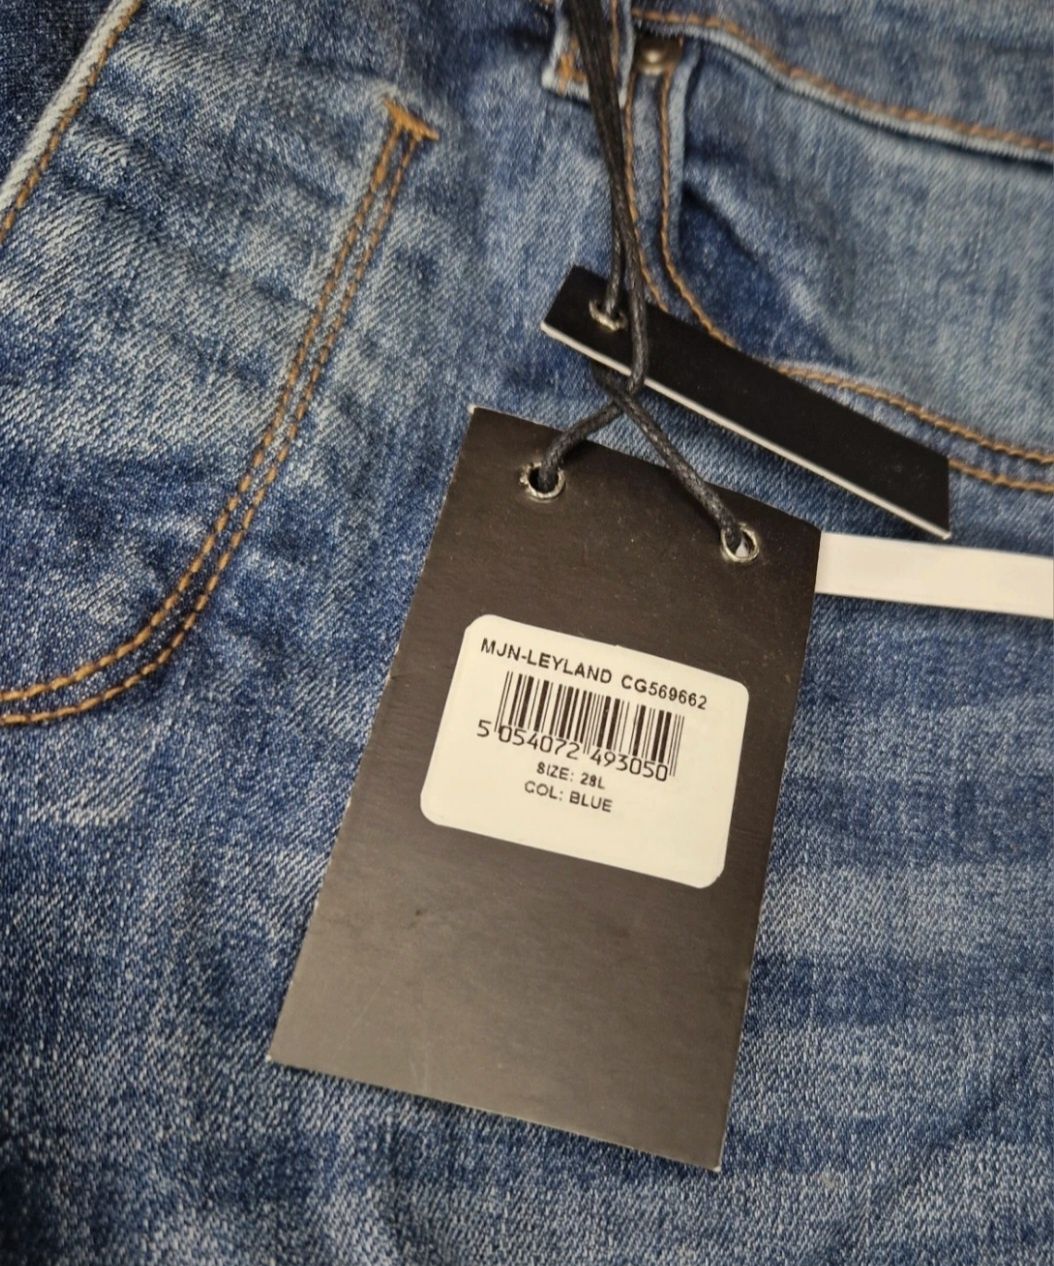 MJN-LEYLAND CG569662
5 054072 493050
SIZE: 28L
COL: BLUE